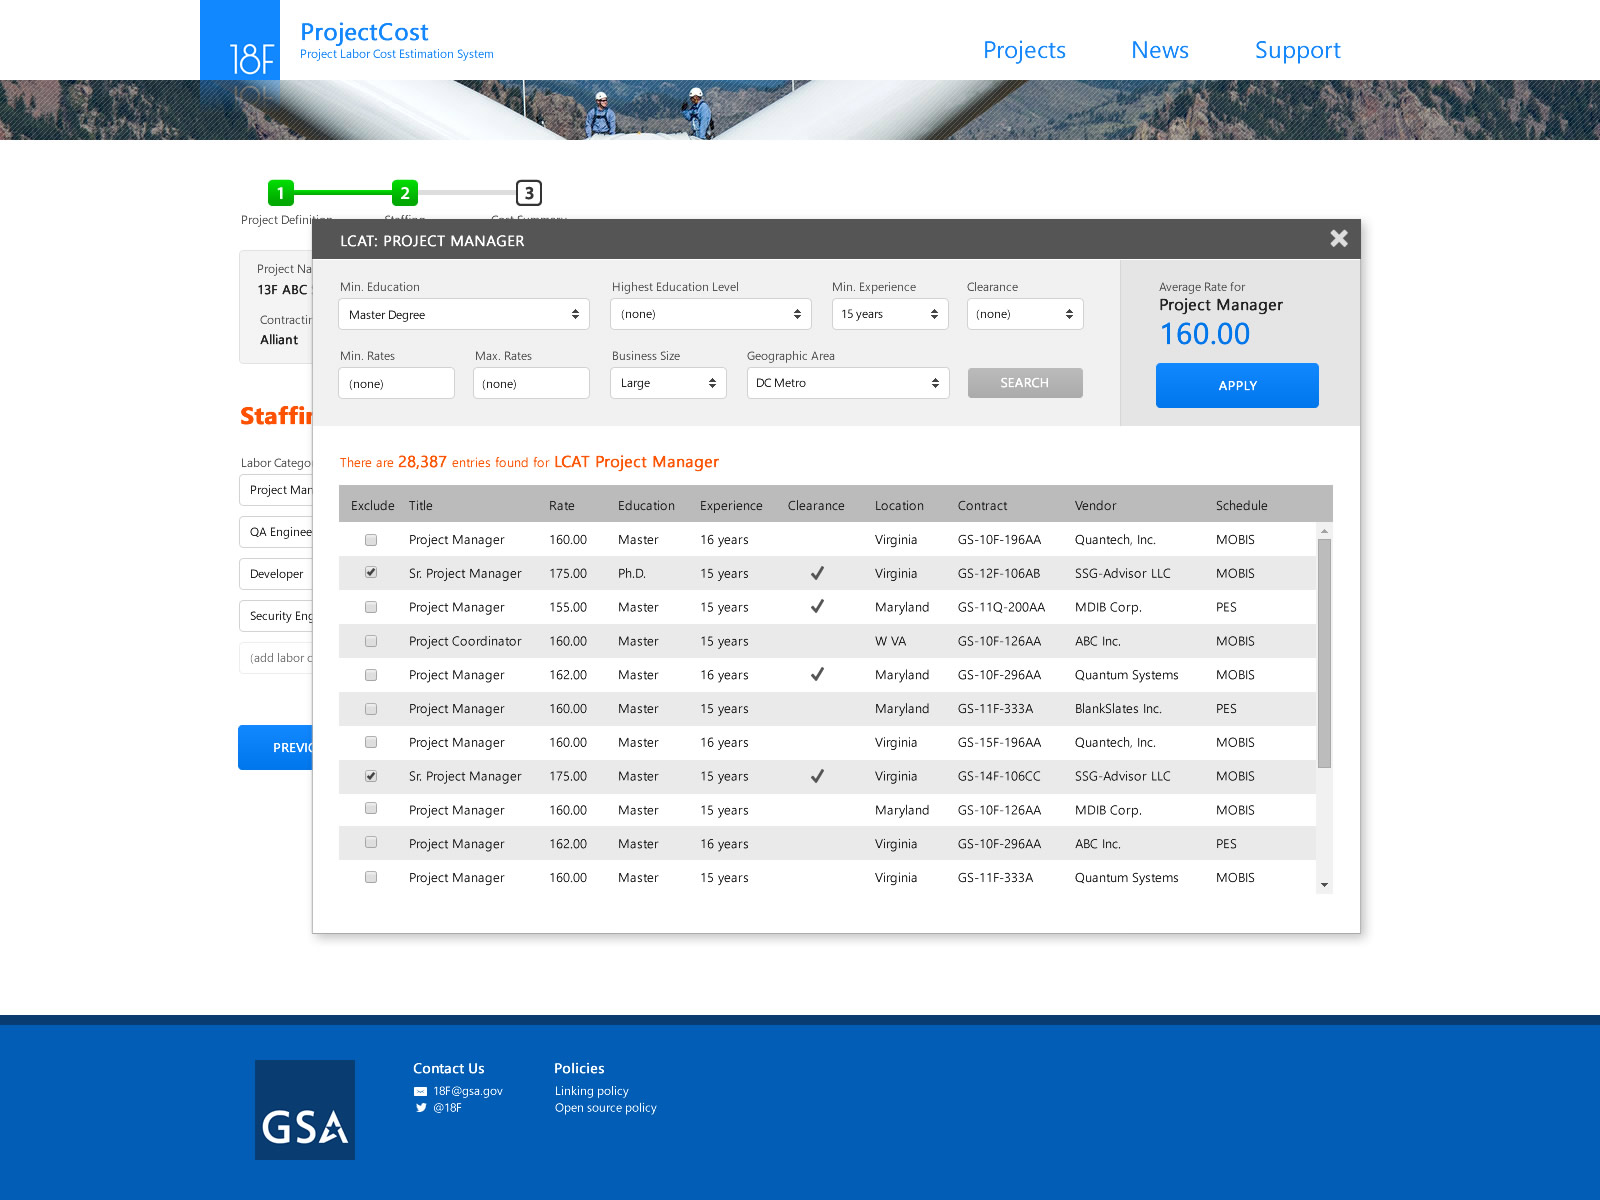 18F
ProjectCost
Project Labor Cost Estimation System
Projects News Support
1 2 3
Project Definition Staffing Cost Summary
LCAT: PROJECT MANAGER
Project Na
13F ABC
Contractin
Alliant
Min. Education Highest Education Level Min. Experience Clearance
Master Degree (none) 15 years (none)
Min. Rates Max. Rates Business Size Geographic Area
(none) (none) Large DC Metro SEARCH
Average Rate for
Project Manager
160.00
APPLY
Staffin
Labor Catego
Project Man
QA Enginee
Developer
Security Eng
(add labor c
PREVIO
There are 28,387 entries found for LCAT Project Manager
Exclude Title Rate Education Experience Clearance Location Contract Vendor Schedule
Project Manager 160.00 Master 16 years Virginia GS-10F-196AA Quantech, Inc. MOBIS
Sr. Project Manager 175.00 Ph.D. 15 years Virginia GS-12F-106AB SSG-Advisor LLC MOBIS
Project Manager 155.00 Master 15 years Maryland GS-11Q-200AA MDIB Corp. PES
Project Coordinator 160.00 Master 15 years W VA GS-10F-126AA ABC Inc. MOBIS
Project Manager 162.00 Master 16 years Maryland GS-10F-296AA Quantum Systems MOBIS
Project Manager 160.00 Master 15 years Maryland GS-11F-333A BlankSlates Inc. PES
Project Manager 160.00 Master 16 years Virginia GS-15F-196AA Quantech, Inc. MOBIS
Sr. Project Manager 175.00 Master 15 years Virginia GS-14F-106CC SSG-Advisor LLC MOBIS
Project Manager 160.00 Master 15 years Maryland GS-10F-126AA MDIB Corp. MOBIS
Project Manager 162.00 Master 16 years Virginia GS-10F-296AA ABC Inc. PES
Project Manager 160.00 Master 15 years Virginia GS-11F-333A Quantum Systems MOBIS
GSA
Contact Us
18F@gsa.gov
@18F
Policies
Linking policy
Open source policy